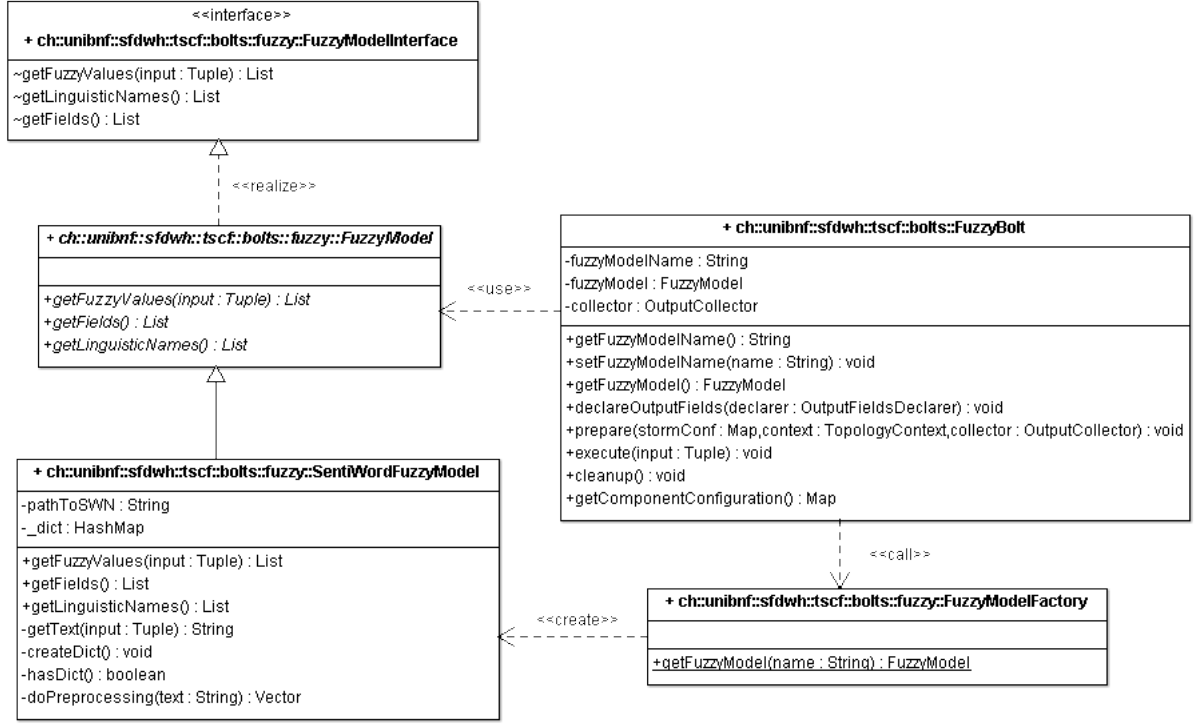 <<interface>>
+ ch::unibnf::sfdwh::tscf::bolts::fuzzy::FuzzyModelInterface
~getFuzzyValues(input : Tuple) : List
~getLinguisticNames() : List
~getFields() : List
<<realize>>
+ ch::unibnf::sfdwh::tscf::bolts::fuzzy::FuzzyModel
+getFuzzyValues(input : Tuple) : List
+getFields() : List
+getLinguisticNames() : List
<<use>>
+ ch::unibnf::sfdwh::tscf::bolts::FuzzyBolt
-fuzzyModelName : String
-fuzzyModel : FuzzyModel
-collector : OutputCollector
+getFuzzyModelName() : String
+setFuzzyModelName(name : String) : void
+getFuzzyModel() : FuzzyModel
+declareOutputFields(declarer : OutputFieldsDeclarer) : void
+prepare(stormConf : Map,context : TopologyContext,collector : OutputCollector) : void
+execute(input : Tuple) : void
+cleanup() : void
+getComponentConfiguration() : Map
+ ch::unibnf::sfdwh::tscf::bolts::fuzzy::SentiWordFuzzyModel
-pathToSWN : String
-_dict : HashMap
+getFuzzyValues(input : Tuple) : List
+getFields() : List
+getLinguisticNames() : List
-getText(input : Tuple) : String
-createDict() : void
-hasDict() : boolean
-doPreprocessing(text : String) : Vector
<<call>>
<<create>>
+ ch::unibnf::sfdwh::tscf::bolts::fuzzy::FuzzyModelFactory
+getFuzzyModel(name : String) : FuzzyModel